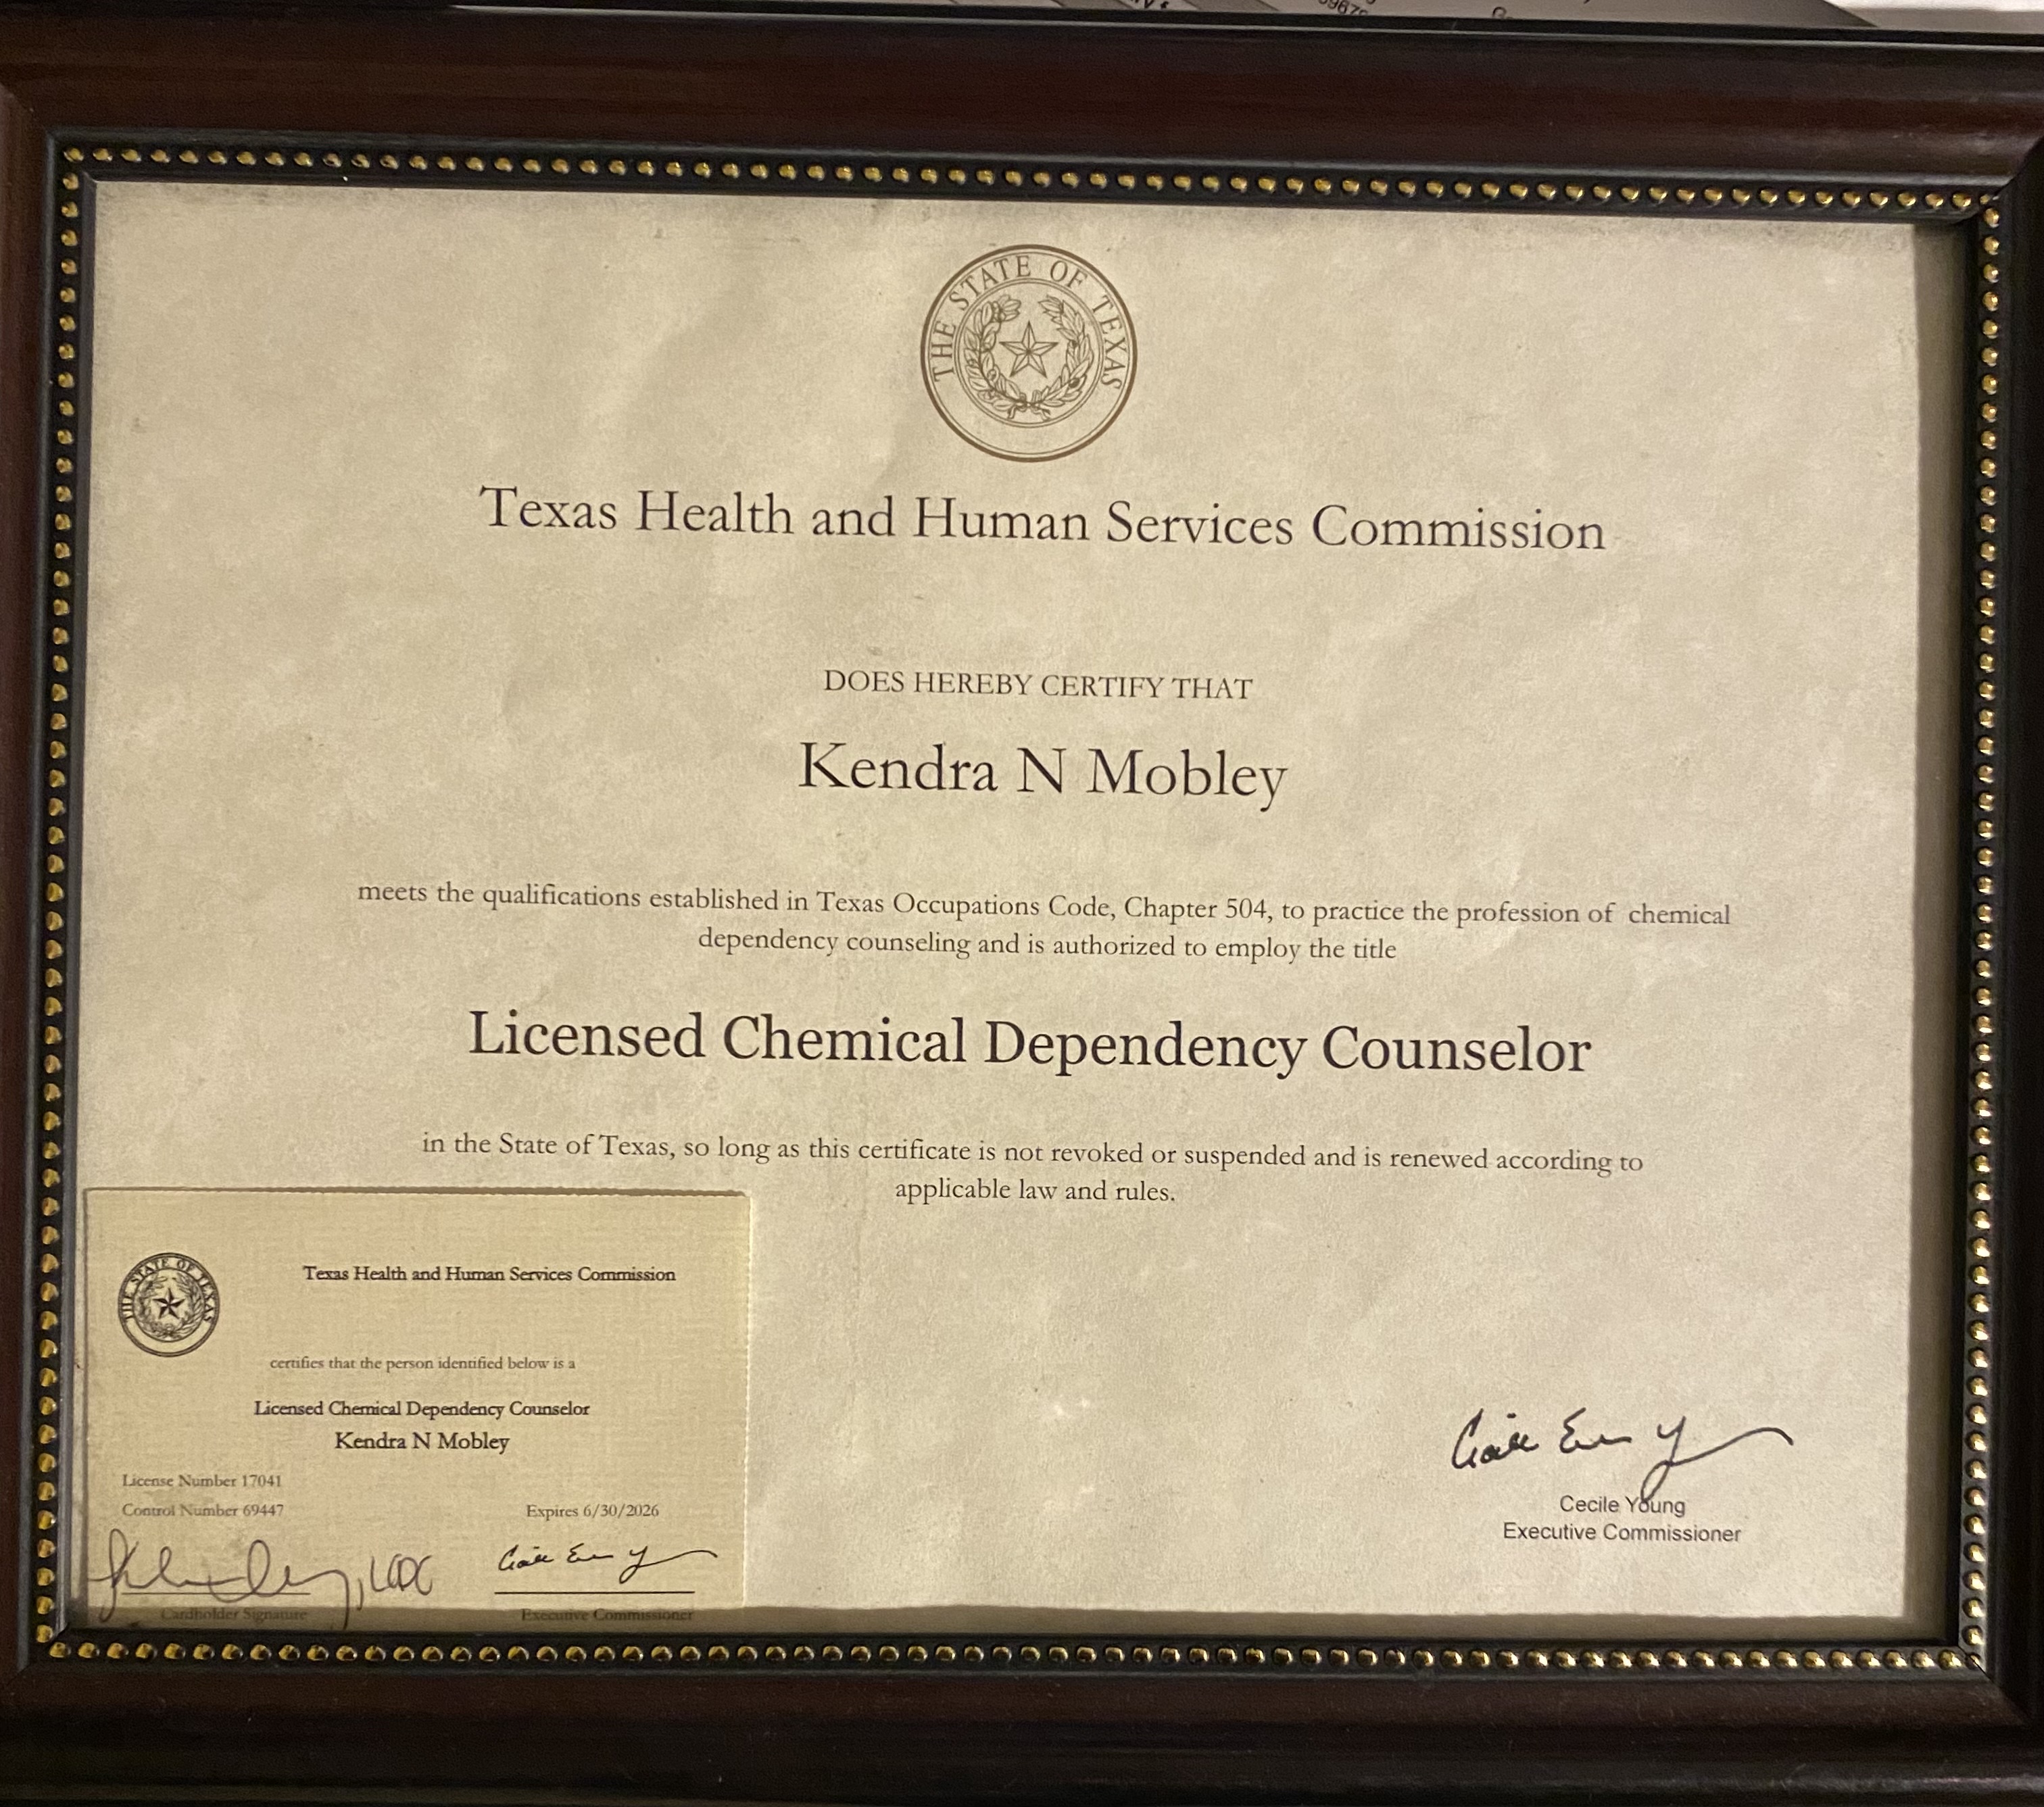 THE STATE OF TEXAS
Texas Health and Human Services Commission
DOES HEREBY CERTIFY THAT
Kendra N Mobley
meets the qualifications established in Texas Occupations Code, Chapter 504, to practice the profession of chemical
dependency counseling and is authorized to employ the title
Licensed Chemical Dependency Counselor
in the State of Texas, so long as this certificate is not revoked or suspended and is renewed according to
applicable law and rules.
THE STATE OF TEXAS
Texas Health and Human Services Commission
certifies that the person identified below is a
Licensed Chemical Dependency Counselor
Kendra N Mobley
License Number 17041
Control Number 69447
Expires 6/30/2026
, LCDC
Cardholder Signature
Executive Commissioner
Cecile Young
Executive Commissioner